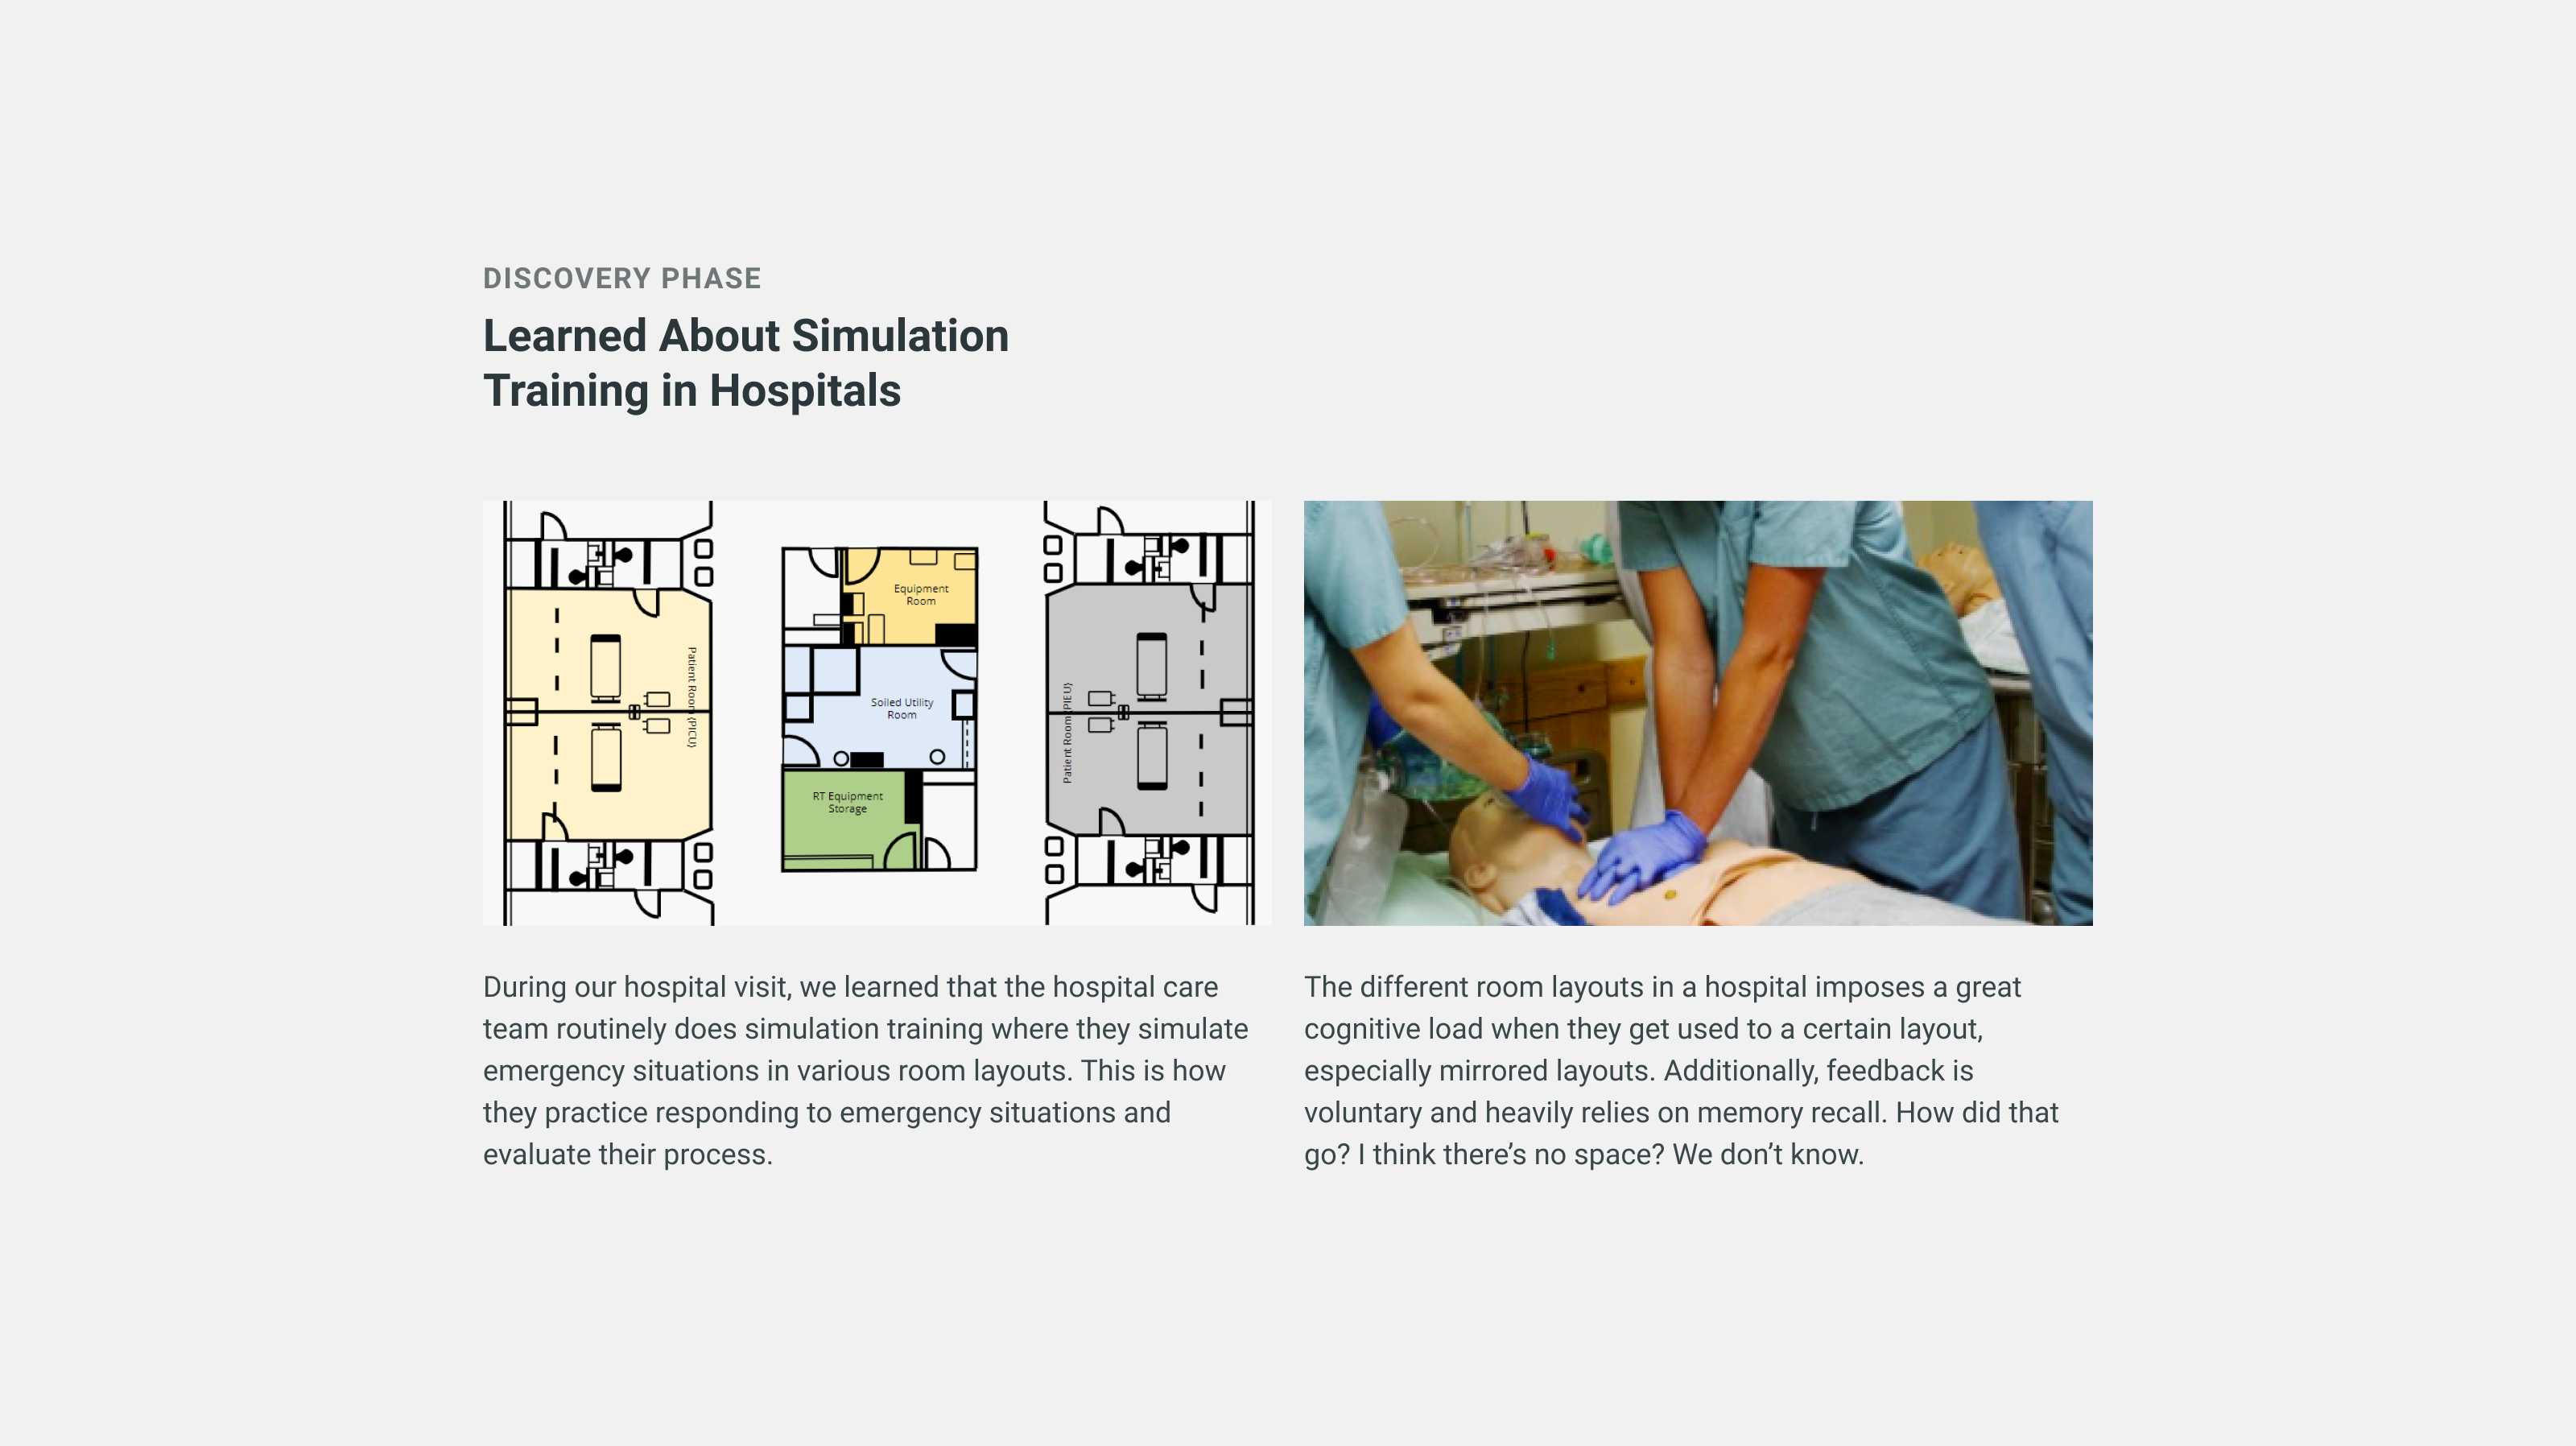 DISCOVERY PHASE
Learned About Simulation
Training in Hospitals
Patient Room (PICU)
Equipment
Room
Soiled Utility
Room
RT Equipment
Storage
Patient Room (PIEU)
During our hospital visit, we learned that the hospital care
team routinely does simulation training where they simulate
emergency situations in various room layouts. This is how
they practice responding to emergency situations and
evaluate their process.
The different room layouts in a hospital imposes a great
cognitive load when they get used to a certain layout,
especially mirrored layouts. Additionally, feedback is
voluntary and heavily relies on memory recall. How did that
go? I think there’s no space? We don’t know.